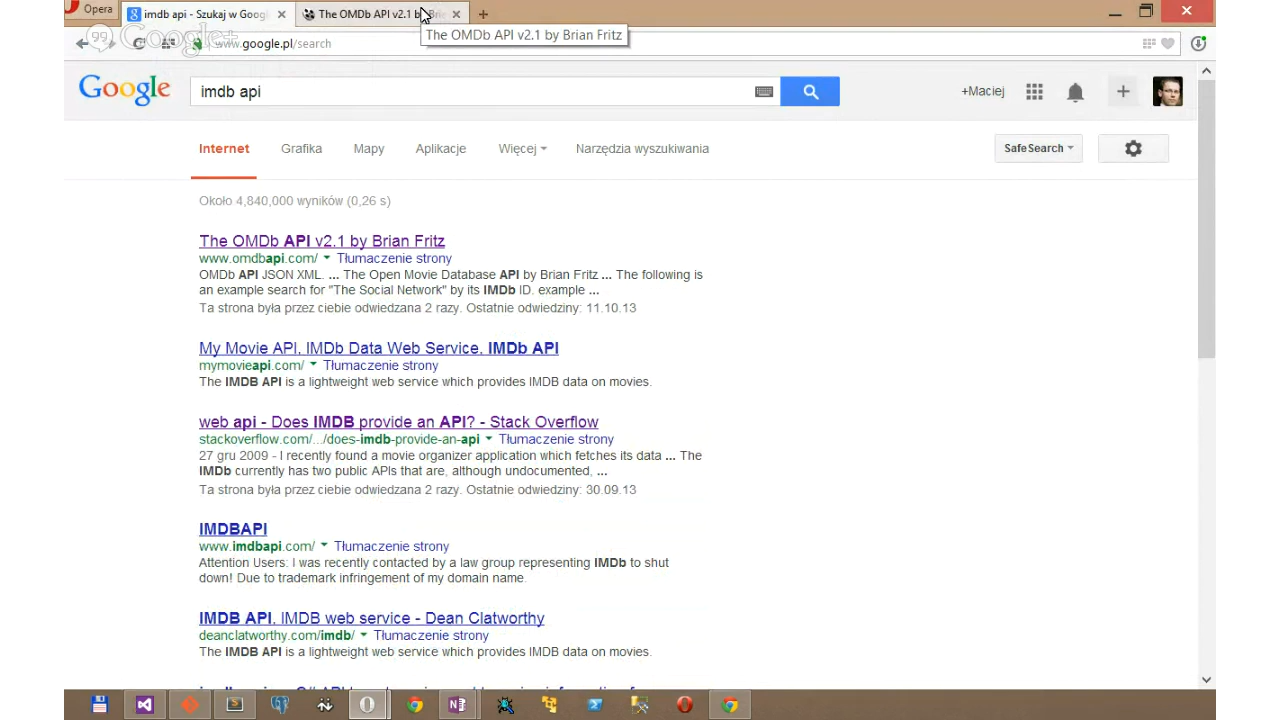 Opera
imdb api - Szukaj w Googl
The OMDb API v2.1 by Brie
Google+
www.google.pl/search
The OMDb API v2.1 by Brian Fritz
Google
imdb api
+Maciej
Internet
Grafika
Mapy
Aplikacje
Więcej
Narzędzia wyszukiwania
SafeSearch
Około 4,840,000 wyników (0,26 s)
The OMDb API v2.1 by Brian Fritz
www.omdbapi.com/ Tłumaczenie strony
OMDb API JSON XML. ... The Open Movie Database API by Brian Fritz ... The following is
an example search for "The Social Network" by its IMDb ID. example ...
Ta strona była przez ciebie odwiedzana 2 razy. Ostatnie odwiedziny: 11.10.13
My Movie API, IMDb Data Web Service, IMDb API
mymovieapi.com/ Tłumaczenie strony
The IMDB API is a lightweight web service which provides IMDB data on movies.
web api - Does IMDB provide an API? - Stack Overflow
stackoverflow.com/.../does-imdb-provide-an-api Tłumaczenie strony
27 gru 2009 - I recently found a movie organizer application which fetches its data ... The
IMDb currently has two public APIs that are, although undocumented, ...
Ta strona była przez ciebie odwiedzana 2 razy. Ostatnie odwiedziny: 30.09.13
IMDBAPI
www.imdbapi.com/ Tłumaczenie strony
Attention Users: I was recently contacted by a law group representing IMDb to shut
down! Due to trademark infringement of my domain name.
IMDB API, IMDB web service - Dean Clatworthy
deanclatworthy.com/imdb/ Tłumaczenie strony
The IMDB API is a lightweight web service which provides IMDB data on movies.